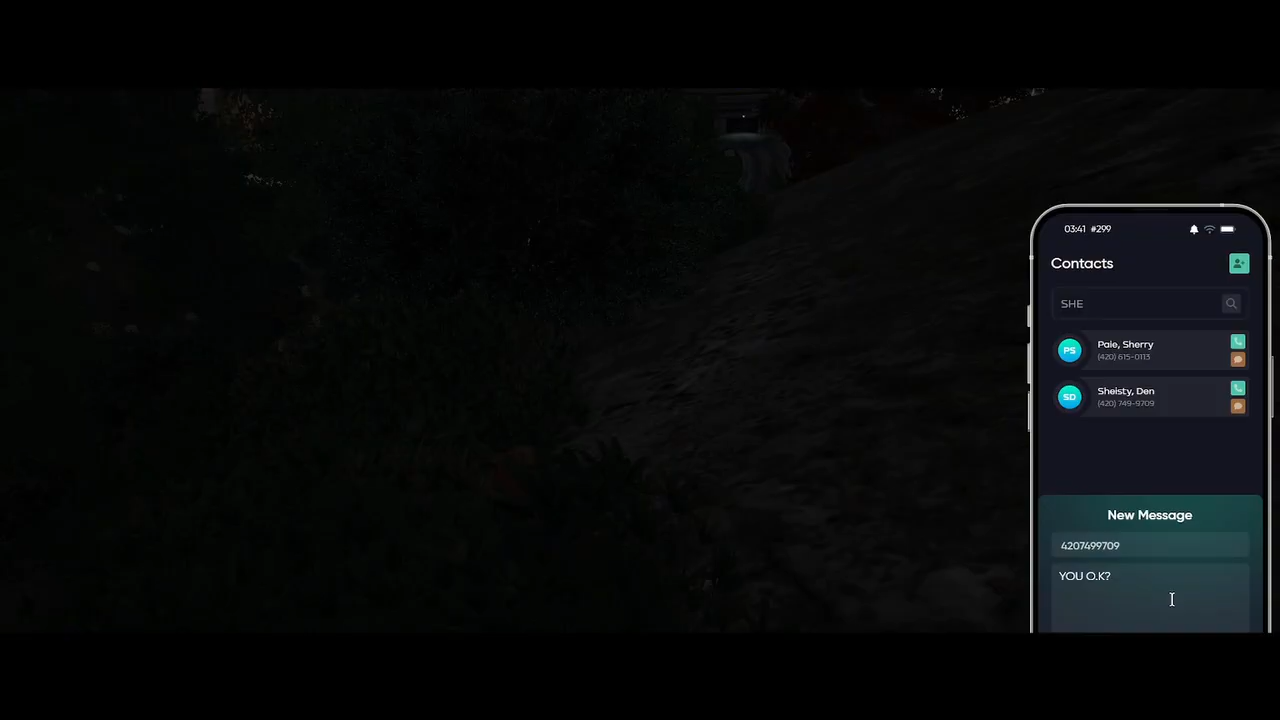 03:41 #299
Contacts
SHE
PS
Pale, Sherry
(420) 615-0113
SD
Sheisty, Den
(420) 749-9709
New Message
4207499709
YOU O.K?